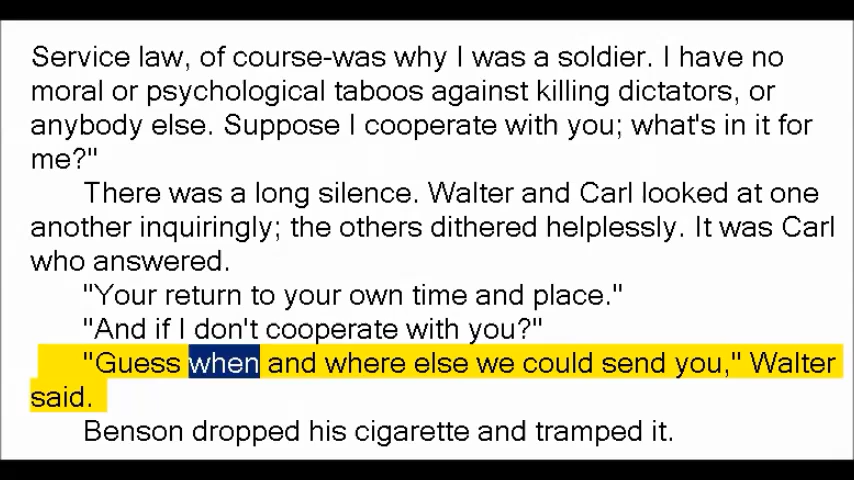 Service law, of course-was why I was a soldier. I have no
moral or psychological taboos against killing dictators, or
anybody else. Suppose I cooperate with you; what's in it for
me?"
There was a long silence. Walter and Carl looked at one
another inquiringly; the others dithered helplessly. It was Carl
who answered.
"Your return to your own time and place."
"And if I don't cooperate with you?"
"Guess when and where else we could send you," Walter
said.
Benson dropped his cigarette and tramped it.